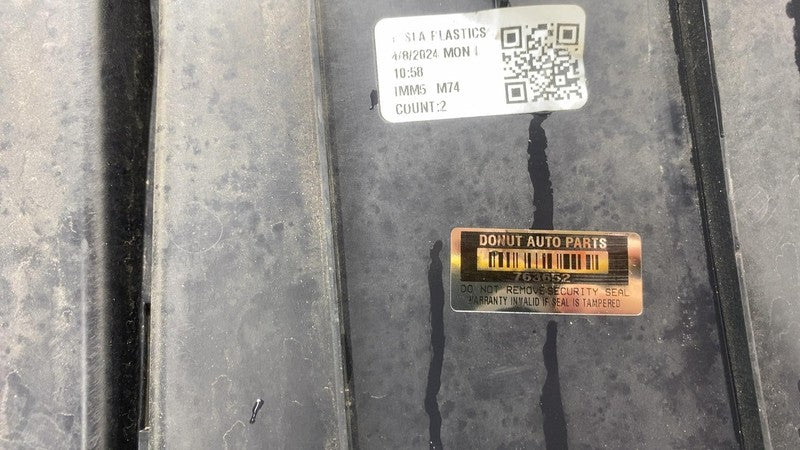 PLASTICS
4/8/2024 MON
10:58
IMM5 M74
COUNT:2
DONUT AUTO PARTS
763652
DO NOT REMOVE SECURITY SEAL
WARRANTY INVALID IF SEAL IS TAMPERED